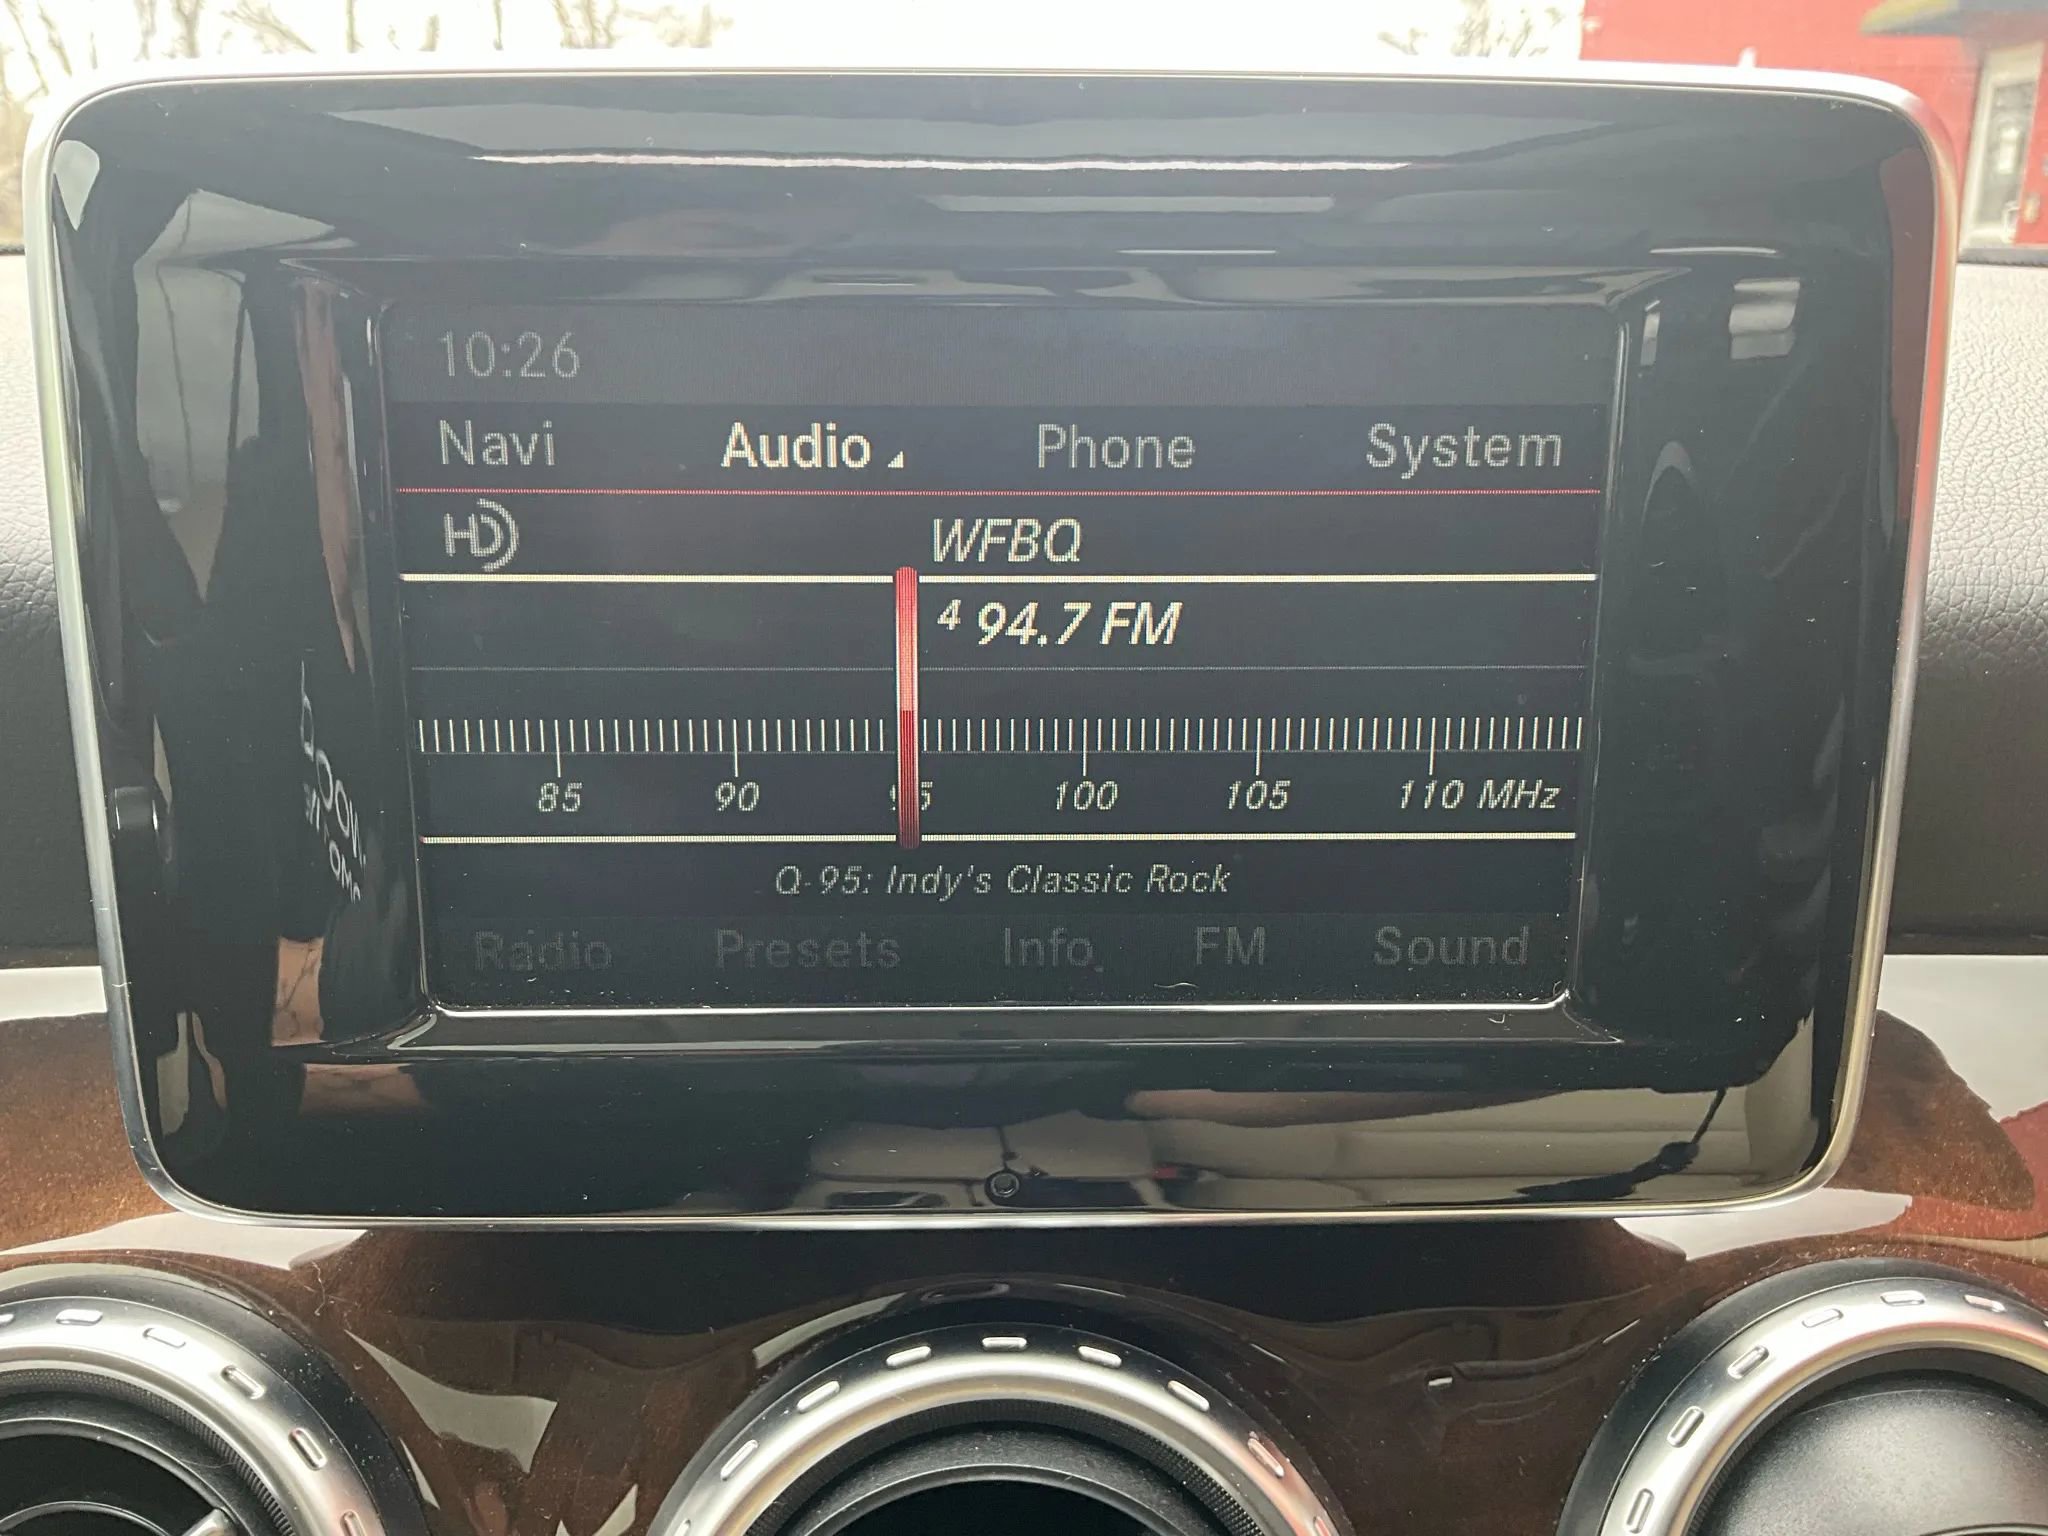 10:26
Navi Audio Phone System
HD WFBQ
4 94.7 FM
85 90 95 100 105 110 MHz
Q-95: Indy's Classic Rock
Radio Presets Info FM Sound